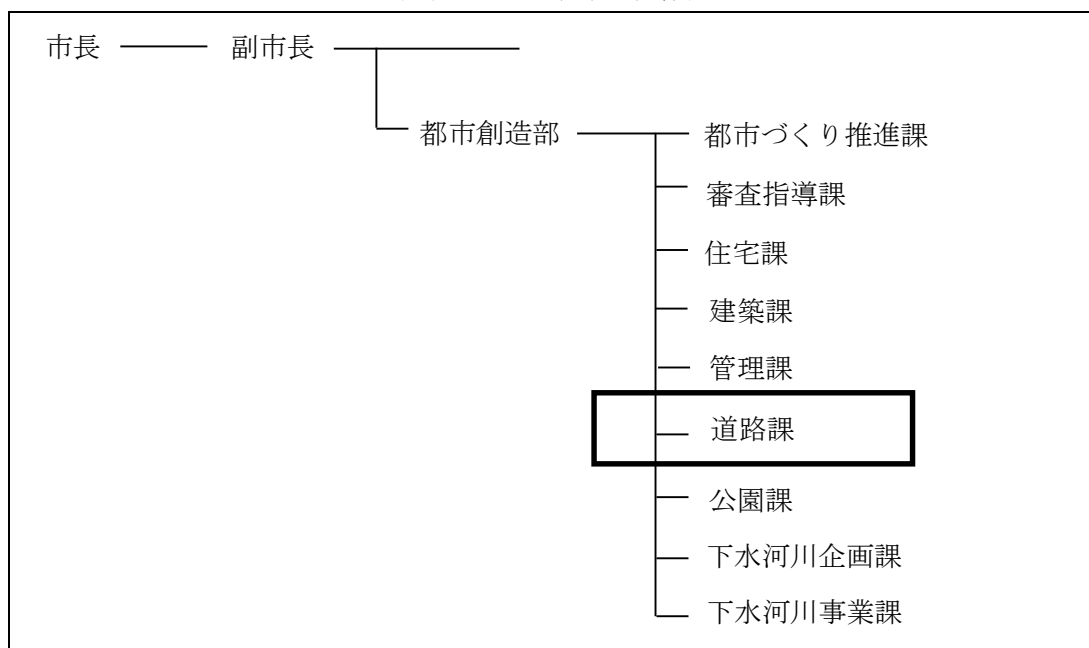 市長 副市長
都市創造部 都市づくり推進課
審査指導課
住宅課
建築課
管理課
道路課
公園課
下水河川企画課
下水河川事業課